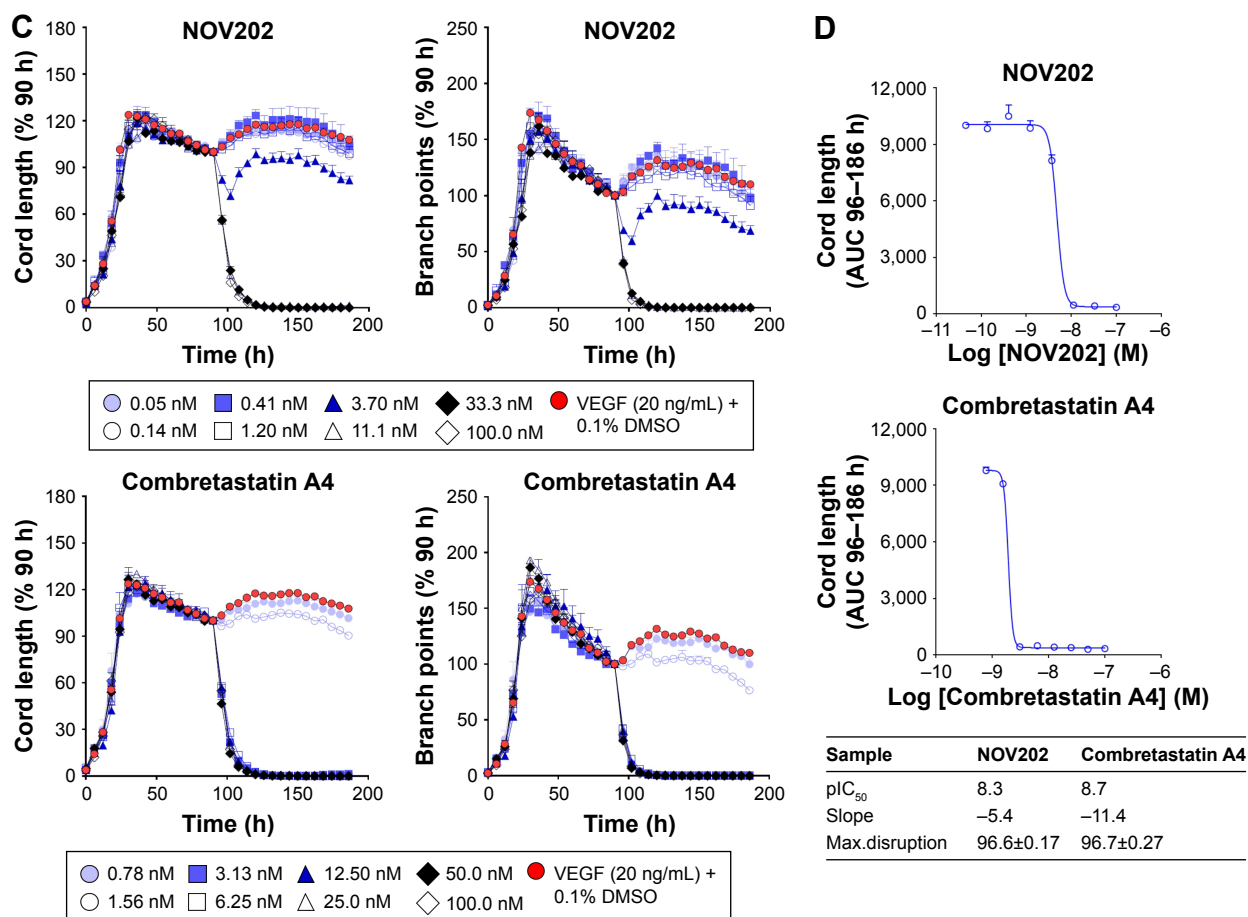 C
NOV202
Cord length (% 90 h)
180
150
120
90
60
30
0
0 50 100 150 200
Time (h)
NOV202
Branch points (% 90 h)
250
200
150
100
50
0
0 50 100 150 200
Time (h)
0.05 nM 0.41 nM 3.70 nM 33.3 nM VEGF (20 ng/mL) +
0.14 nM 1.20 nM 11.1 nM 100.0 nM 0.1% DMSO
Combretastatin A4
Cord length (% 90 h)
180
150
120
90
60
30
0
0 50 100 150 200
Time (h)
Combretastatin A4
Branch points (% 90 h)
250
200
150
100
50
0
0 50 100 150 200
Time (h)
0.78 nM 3.13 nM 12.50 nM 50.0 nM VEGF (20 ng/mL) +
1.56 nM 6.25 nM 25.0 nM 100.0 nM 0.1% DMSO
D
NOV202
Cord length
(AUC 96–186 h)
12,000
9,000
6,000
3,000
0
–11 –10 –9 –8 –7 –6
Log [NOV202] (M)
Combretastatin A4
Cord length
(AUC 96–186 h)
12,000
9,000
6,000
3,000
0
–10 –9 –8 –7 –6
Log [Combretastatin A4] (M)
Sample NOV202 Combretastatin A4
pIC₅₀ 8.3 8.7
Slope –5.4 –11.4
Max.disruption 96.6±0.17 96.7±0.27